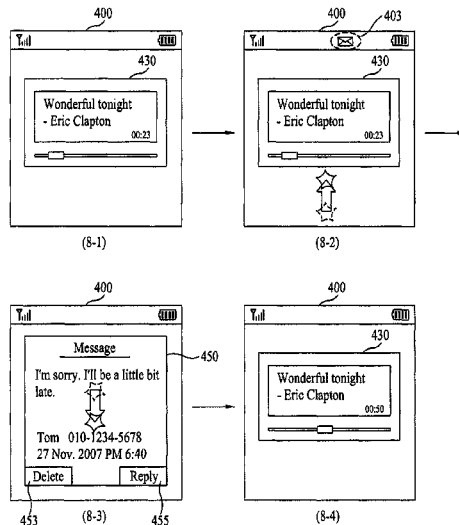 400
430
Wonderful tonight
- Eric Clapton
00:23
(8-1)
400
403
430
Wonderful tonight
- Eric Clapton
00:23
(8-2)
400
Message
450
I'm sorry. I'll be a little bit
late.
Tom 010-1234-5678
27 Nov. 2007 PM 6:40
Delete
Reply
453
(8-3)
455
400
430
Wonderful tonight
- Eric Clapton
00:50
(8-4)